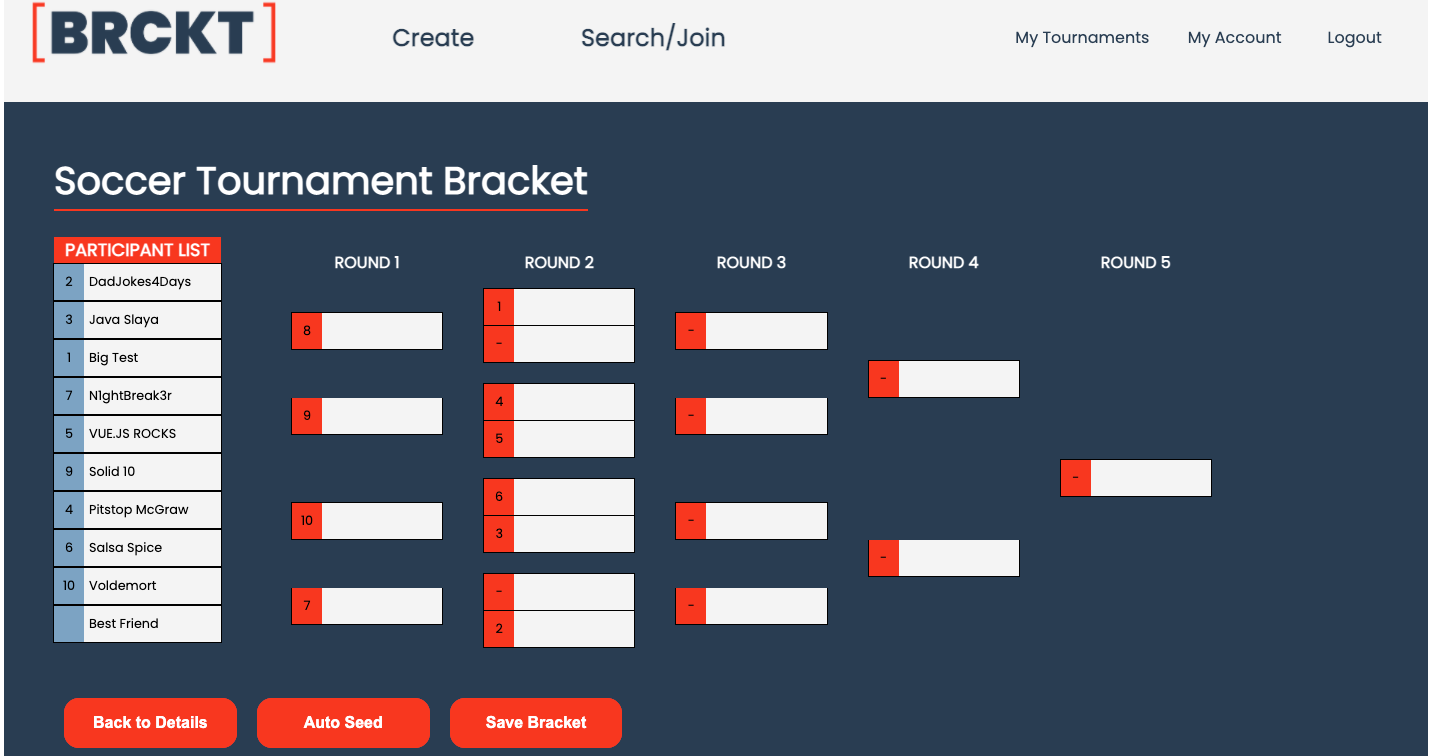 [BRCKT]
Create
Search/Join
My Tournaments
My Account
Logout
Soccer Tournament Bracket
PARTICIPANT LIST
2 DadJokes4Days
3 Java Slaya
1 Big Test
7 N1ghtBreak3r
5 VUE.JS ROCKS
9 Solid 10
4 Pitstop McGraw
6 Salsa Spice
10 Voldemort
Best Friend
ROUND 1
8
9
10
7
ROUND 2
1
-
4
5
6
3
-
2
ROUND 3
-
-
-
-
ROUND 4
-
-
ROUND 5
-
Back to Details
Auto Seed
Save Bracket